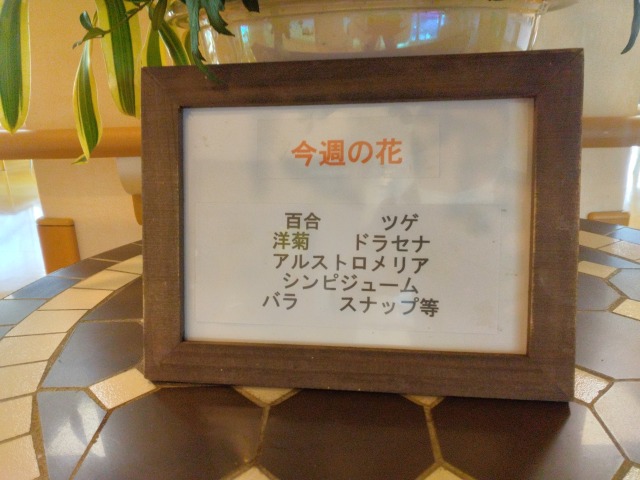 今週の花
百合 ツゲ
洋菊 ドラセナ
アルストロメリア
シンピジューム
バラ スナップ等